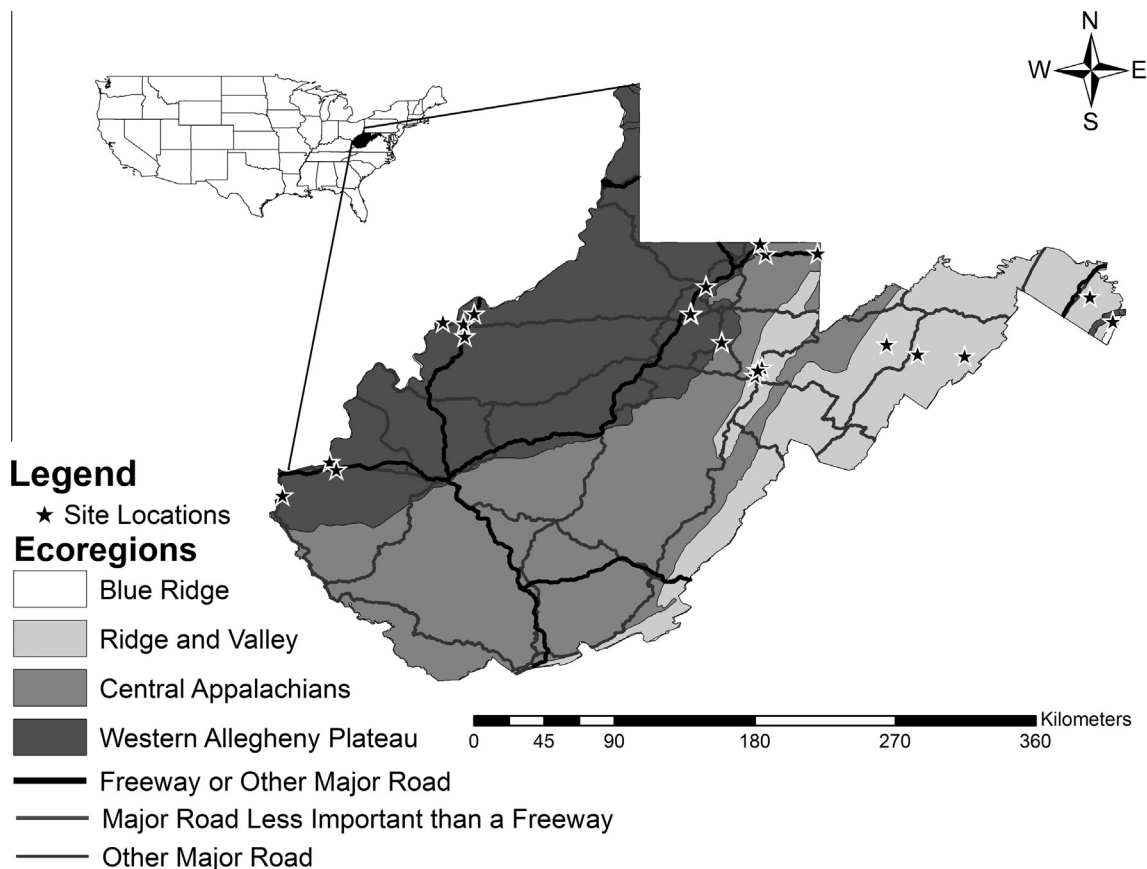 N
W E
S
Legend
Site Locations
Ecoregions
Blue Ridge
Ridge and Valley
Central Appalachians
Western Allegheny Plateau
Freeway or Other Major Road
Major Road Less Important than a Freeway
Other Major Road
Kilometers
0 45 90 180 270 360